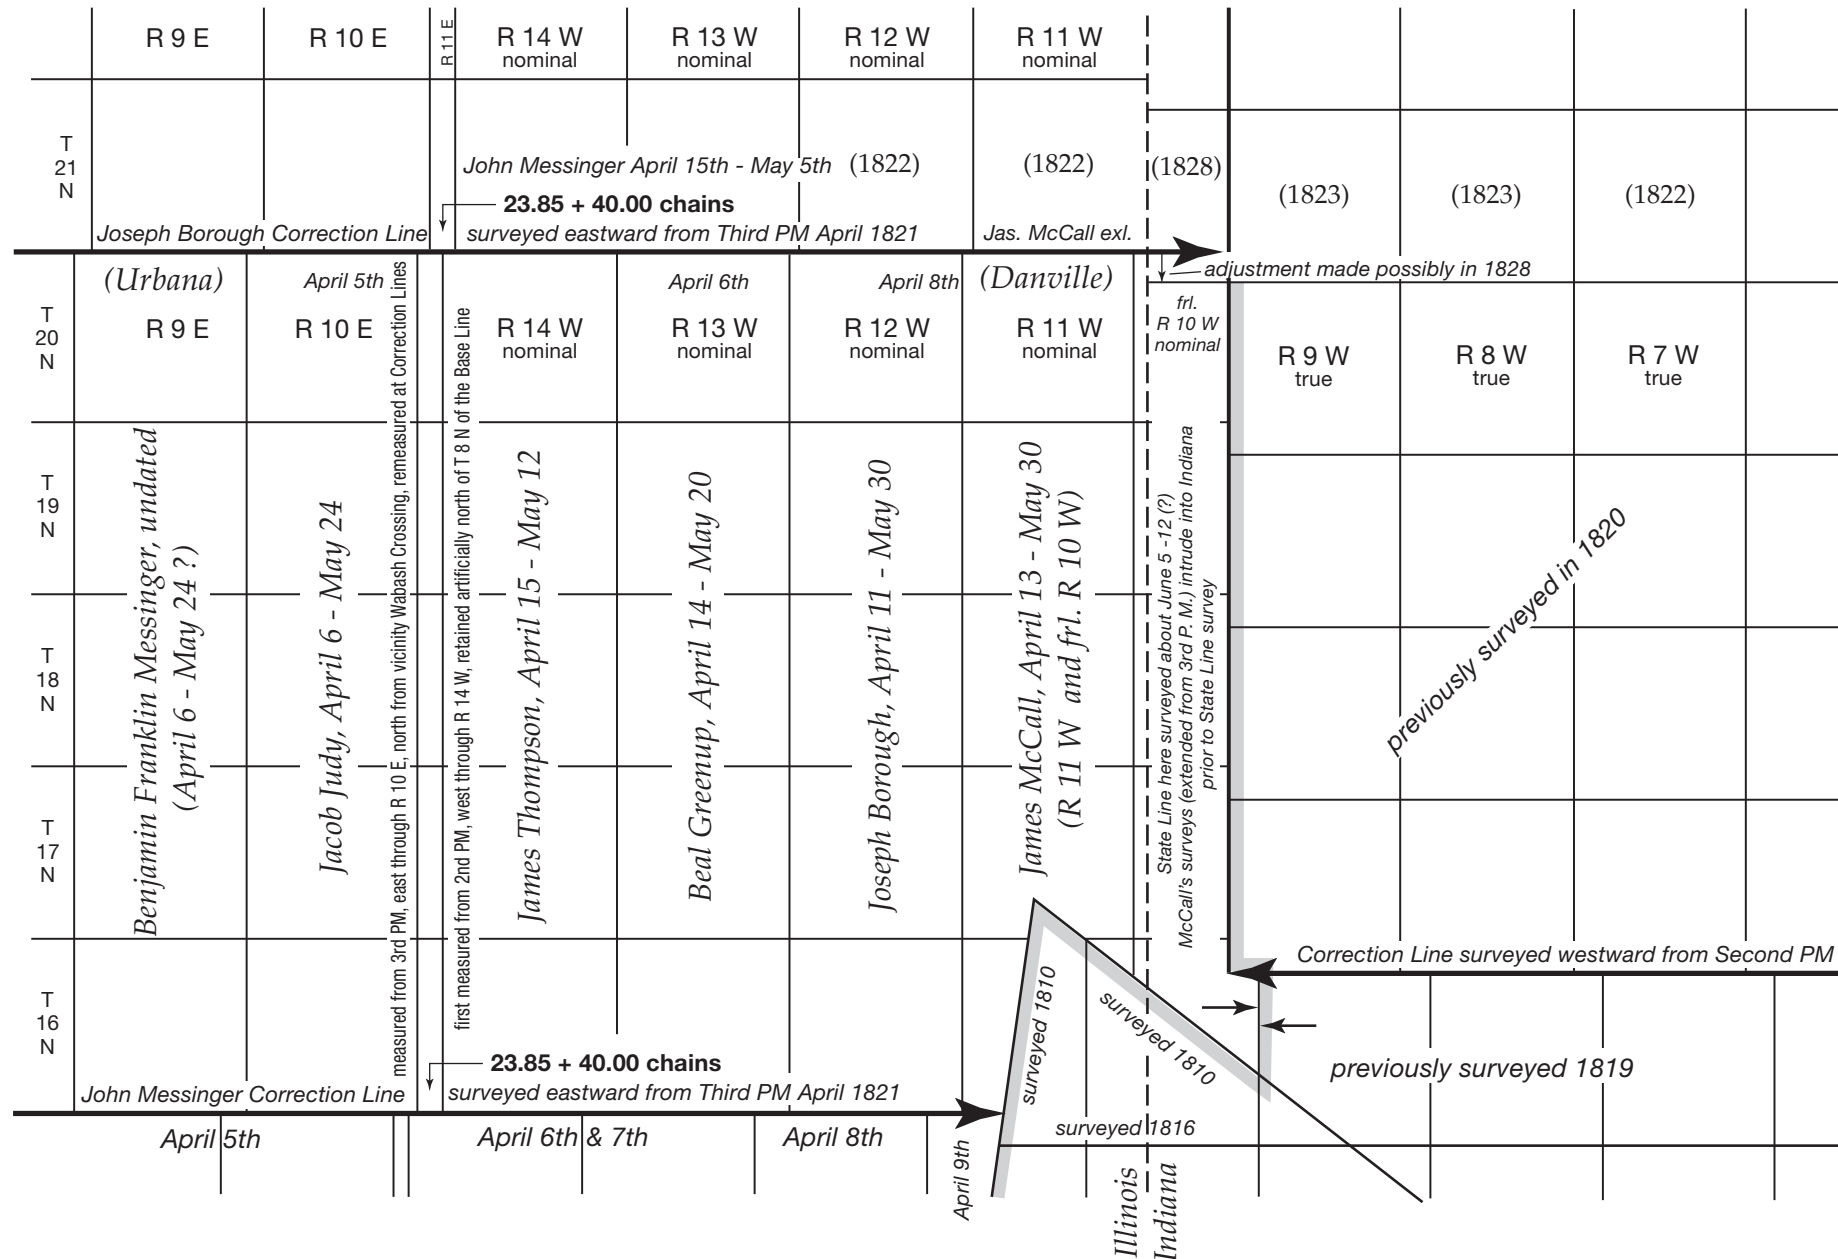 R 9 E
R 10 E
R 11 E
R 14 W
nominal
R 13 W
nominal
R 12 W
nominal
R 11 W
nominal
T
21
N
John Messinger April 15th - May 5th
(1822)
(1822)
(1828)
(1823)
(1823)
(1822)
23.85 + 40.00 chains
Joseph Borough Correction Line
surveyed eastward from Third PM April 1821
Jas. McCall exl.
adjustment made possibly in 1828
(Urbana)
April 5th
April 6th
April 8th
(Danville)
T
20
N
R 9 E
R 10 E
R 14 W
nominal
R 13 W
nominal
R 12 W
nominal
R 11 W
nominal
frl.
R 10 W
nominal
R 9 W
true
R 8 W
true
R 7 W
true
measured from 3rd PM, east through R 10 E, north from vicinity Wabash Crossing, remeasured at Correction Lines
first measured from 2nd PM, west through R 14 W, retained artificially north of T 8 N of the Base Line
T
19
N
T
18
N
T
17
N
T
16
N
Benjamin Franklin Messinger, undated
(April 6 - May 24 ?)
Jacob Judy, April 6 - May 24
James Thompson, April 15 - May 12
Beal Greenup, April 14 - May 20
Joseph Borough, April 11 - May 30
James McCall, April 13 - May 30
(R 11 W and frl. R 10 W)
State Line here surveyed about June 5 -12 (?)
McCall's surveys (extended from 3rd P. M.) intrude into Indiana
prior to State Line survey
previously surveyed in 1820
Correction Line surveyed westward from Second PM
surveyed 1810
surveyed 1810
previously surveyed 1819
23.85 + 40.00 chains
John Messinger Correction Line
surveyed eastward from Third PM April 1821
surveyed 1816
April 5th
April 6th & 7th
April 8th
April 9th
Illinois
Indiana